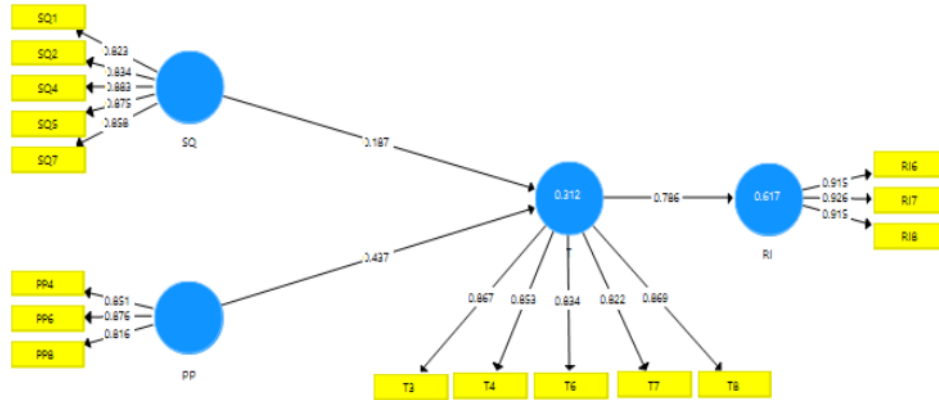 SQ1
SQ2
SQ4
SQ5
SQ7
0.823
0.834
0.883
0.875
0.858
SQ
0.187
PP4
PP6
PP8
0.851
0.876
0.816
PP
0.437
0.312
T
0.786
0.617
RI
0.915
0.926
0.915
RI6
RI7
RI8
0.867
0.853
0.834
0.822
0.869
T3
T4
T6
T7
T8